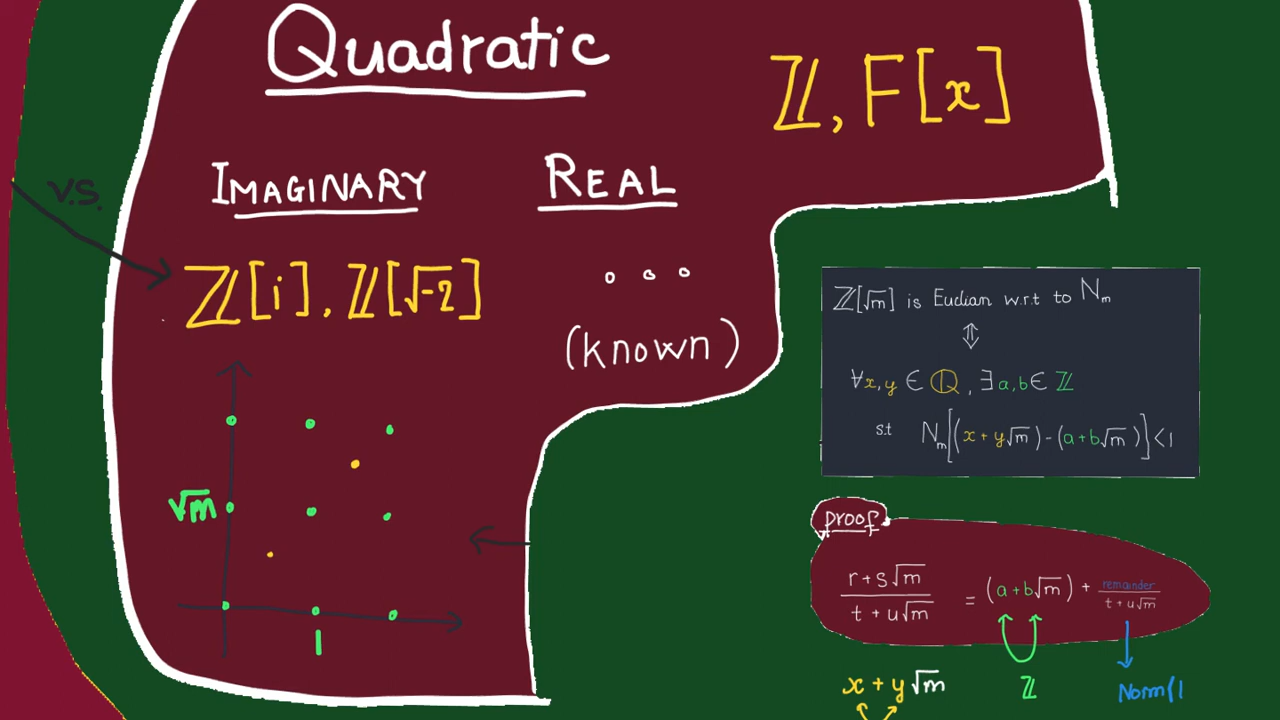 Quadratic
ℤ, F[x]
v.s.
IMAGINARY
REAL
ℤ[i], ℤ[√-2]
(known)
√m
1
ℤ[√m] is Euclian w.r.t to Nₘ
⇕
∀x,y ∈ ℚ, ∃a,b ∈ ℤ
s.t Nₘ[(x+y√m)-(a+b√m)]<1
proof
r+s√m / t+u√m = (a+b√m) + remainder / t+u√m
x+y√m
ℤ
Norm(1